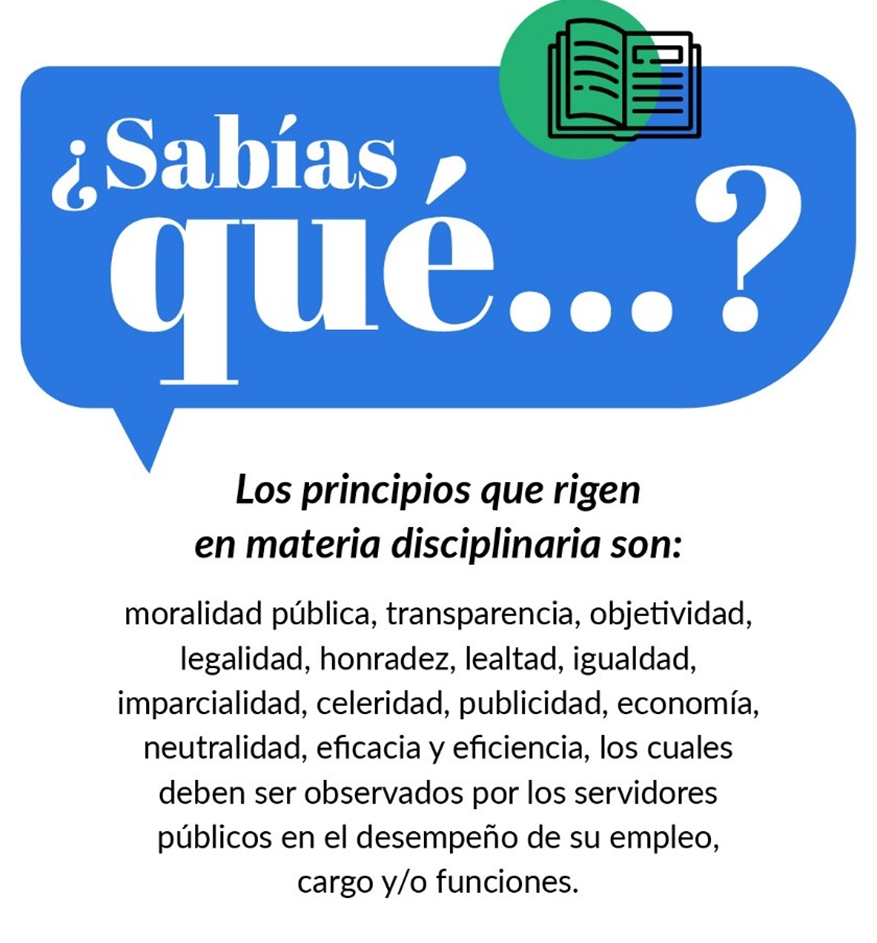 ¿Sabías
qué...?
Los principios que rigen
en materia disciplinaria son:
moralidad pública, transparencia, objetividad,
legalidad, honradez, lealtad, igualdad,
imparcialidad, celeridad, publicidad, economía,
neutralidad, eficacia y eficiencia, los cuales
deben ser observados por los servidores
públicos en el desempeño de su empleo,
cargo y/o funciones.